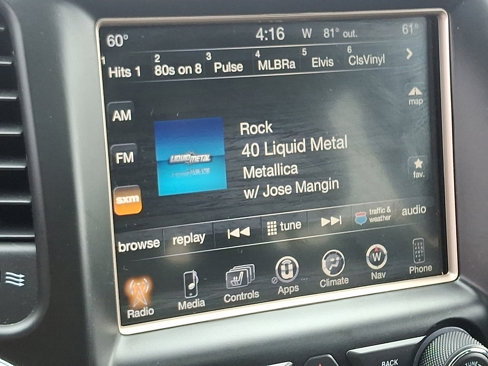 60° 4:16 W 81° out. 61°
1 Hits 1 2 80s on 8 3 Pulse 4 MLBRa 5 Elvis 6 ClsVinyl
AM
FM
sxm
LIQUID METAL
Rock
40 Liquid Metal
Metallica
w/ Jose Mangin
map
fav.
browse replay tune traffic & weather audio
Radio Media Controls Apps Climate Nav Phone
W
BACK